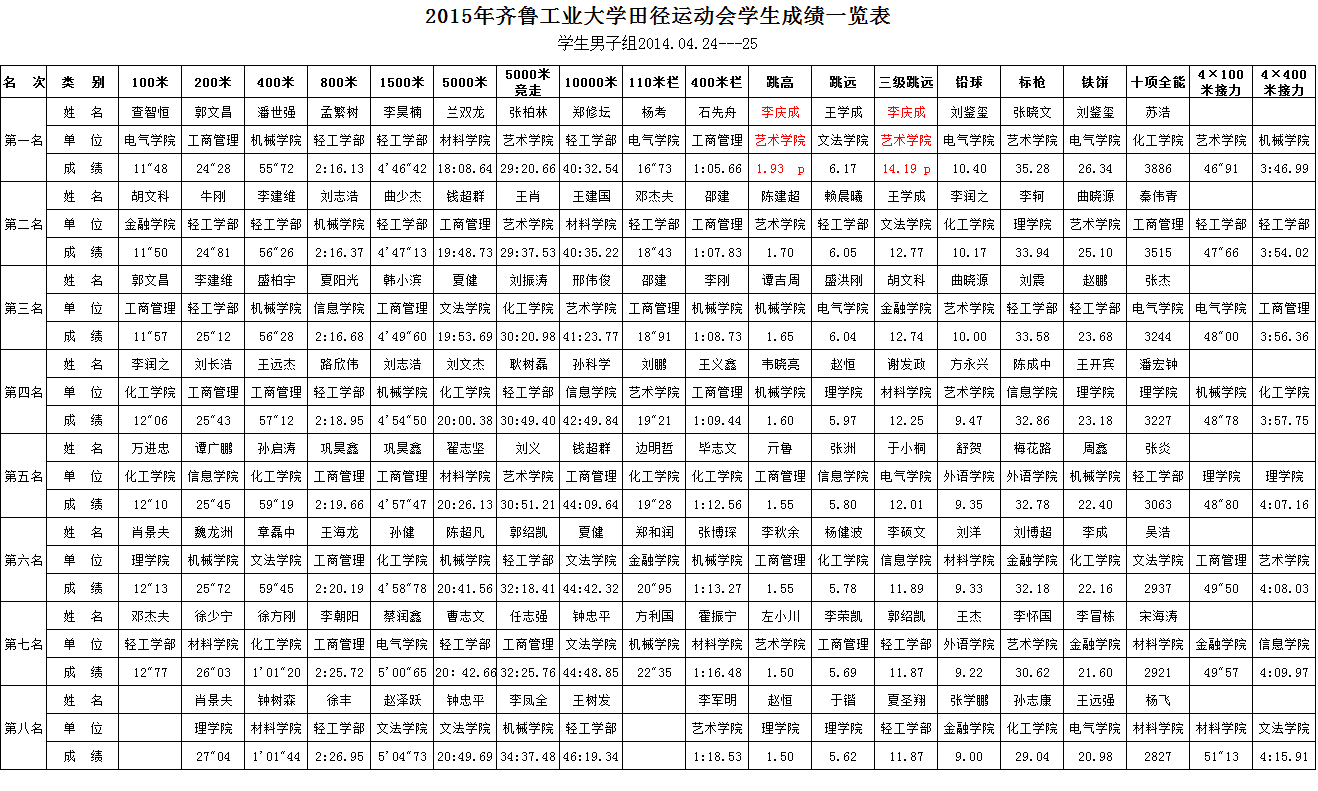 2015年齐鲁工业大学田径运动会学生成绩一览表
学生男子组2014.04.24---25
名 次 类 别 100米 200米 400米 800米 1500米 5000米 5000米竞走 10000米 110米栏 400米栏 跳高 跳远 三级跳远 铅球 标枪 铁饼 十项全能 4×100米接力 4×400米接力
第一名 姓 名 查智恒 郭文昌 潘世强 孟繁树 李昊楠 兰双龙 张柏林 郑修坛 杨考 石先舟 李庆成 王学成 李庆成 刘鉴玺 张晓文 刘鉴玺 苏浩
单 位 电气学院 工商管理 机械学院 轻工学部 轻工学部 材料学院 艺术学院 轻工学部 电气学院 工商管理 艺术学院 文法学院 艺术学院 电气学院 艺术学院 电气学院 化工学院 艺术学院 机械学院
成 绩 11"48 24"28 55"72 2:16.13 4'46"42 18:08.64 29:20.66 40:32.54 16"73 1:05.66 1.93 p 6.17 14.19 p 10.40 35.28 26.34 3886 46"91 3:46.99
第二名 姓 名 胡文科 牛刚 李建维 刘志浩 曲少杰 钱超群 王肖 王建国 邓杰夫 邵建 陈建超 赖晨曦 王学成 李润之 李轲 曲晓源 秦伟青
单 位 金融学院 轻工学部 轻工学部 机械学院 轻工学部 工商管理 艺术学院 材料学院 轻工学部 工商管理 艺术学院 轻工学部 文法学院 化工学院 理学院 艺术学院 工商管理 轻工学部 轻工学部
成 绩 11"50 24"81 56"26 2:16.37 4'47"13 19:48.73 29:37.53 40:35.22 18"43 1:07.83 1.70 6.05 12.77 10.17 33.94 25.10 3515 47"66 3:54.02
第三名 姓 名 郭文昌 李建维 盛柏宇 夏阳光 韩小滨 夏健 刘振涛 邢伟俊 邵建 李刚 谭吉周 盛洪刚 胡文科 曲晓源 刘震 赵鹏 张杰
单 位 工商管理 轻工学部 机械学院 信息学院 工商管理 文法学院 化工学院 艺术学院 工商管理 机械学院 机械学院 电气学院 金融学院 艺术学院 轻工学部 轻工学部 电气学院 电气学院 工商管理
成 绩 11"57 25"12 56"28 2:16.68 4'49"60 19:53.69 30:20.98 41:23.77 18"91 1:08.73 1.65 6.04 12.74 10.00 33.58 23.68 3244 48"00 3:56.36
第四名 姓 名 李润之 刘长浩 王远杰 路欣伟 刘志浩 刘文杰 耿树磊 孙科学 刘鹏 王义鑫 韦晓亮 赵恒 谢发政 方永兴 陈成中 王开宾 潘宏钟
单 位 化工学院 工商管理 工商管理 轻工学部 机械学院 化工学院 轻工学部 信息学院 艺术学院 工商管理 工商管理 理学院 材料学院 艺术学院 信息学院 理学院 理学院 机械学院 化工学院
成 绩 12"06 25"43 57"12 2:18.95 4'54"50 20:00.38 30:49.40 42:49.84 19"21 1:09.44 1.60 5.97 12.25 9.47 32.86 23.18 3227 48"78 3:57.75
第五名 姓 名 万进忠 谭广鹏 孙启涛 巩昊鑫 巩昊鑫 翟志坚 刘义 钱超群 边明哲 毕志文 亓鲁 张洲 于小桐 舒贺 梅花路 周鑫 张炎
单 位 化工学院 信息学院 化工学院 工商管理 工商管理 材料学院 艺术学院 工商管理 化工学院 化工学院 工商管理 信息学院 电气学院 外语学院 外语学院 机械学院 轻工学部 理学院 理学院
成 绩 12"10 25"45 59"19 2:19.66 4'57"47 20:26.13 30:51.21 44:09.64 19"28 1:12.56 1.55 5.80 12.01 9.35 32.78 22.40 3063 48"80 4:07.16
第六名 姓 名 肖景夫 魏龙洲 章磊中 王海龙 孙健 陈超凡 郭绍凯 夏健 郑和润 张博琛 李秋余 杨健波 李硕文 刘洋 刘博超 李成 吴浩
单 位 理学院 机械学院 文法学院 工商管理 化工学院 机械学院 轻工学部 文法学院 金融学院 机械学院 工商管理 化工学院 信息学院 材料学院 金融学院 化工学院 文法学院 工商管理 艺术学院
成 绩 12"13 25"72 59"45 2:20.19 4'58"78 20:41.56 32:18.41 44:42.32 20"95 1:13.27 1.55 5.78 11.89 9.33 32.18 22.16 2937 49"50 4:08.03
第七名 姓 名 邓杰夫 徐少宁 徐方刚 李朝阳 蔡润鑫 曹志文 任志强 钟忠平 方利国 霍振宁 左小川 李荣凯 郭绍凯 王杰 李怀国 李冒栋 宋海涛
单 位 轻工学部 材料学院 化工学院 工商管理 电气学院 轻工学部 工商管理 文法学院 机械学院 材料学院 艺术学院 工商管理 轻工学部 外语学院 艺术学院 金融学院 材料学院 金融学院 信息学院
成 绩 12"77 26"03 1'01"20 2:25.72 5'00"65 20：42.66 32:25.76 44:48.85 22"35 1:16.48 1.50 5.69 11.87 9.22 30.62 21.60 2921 49"57 4:09.97
第八名 姓 名 肖景夫 钟树森 徐丰 赵泽跃 钟忠平 李凤全 王树发 李军明 赵恒 于锴 夏圣翔 张学鹏 孙志康 王远强 杨飞
单 位 理学院 材料学院 轻工学部 文法学院 文法学院 机械学院 轻工学部 艺术学院 理学院 理学院 轻工学部 金融学院 化工学院 电气学院 材料学院 材料学院 文法学院
成 绩 27"04 1'01"44 2:26.95 5'04"73 20:49.69 34:37.48 46:19.34 1:18.53 1.50 5.62 11.87 9.00 29.04 20.98 2827 51"13 4:15.91